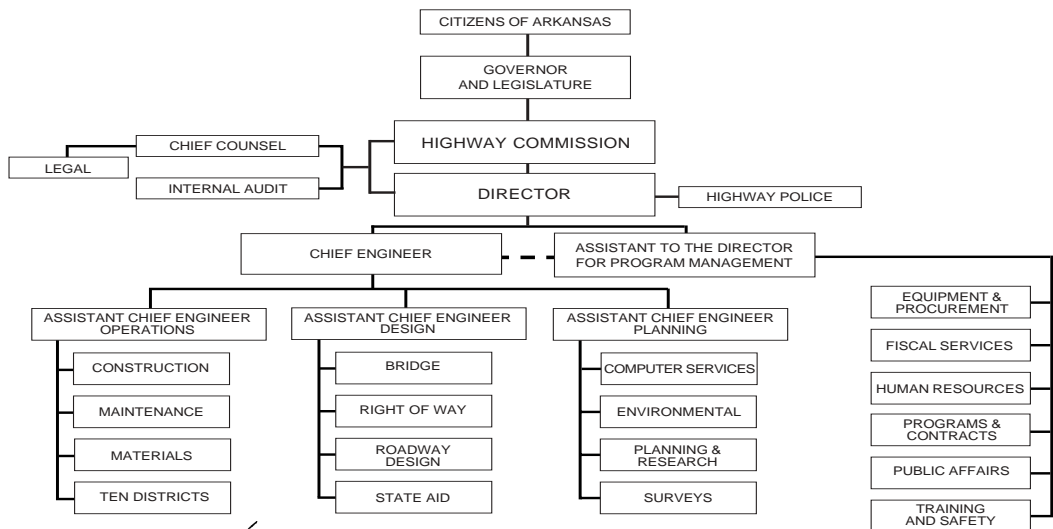 CITIZENS OF ARKANSAS
GOVERNOR
AND LEGISLATURE
HIGHWAY COMMISSION
CHIEF COUNSEL
LEGAL
INTERNAL AUDIT
DIRECTOR
HIGHWAY POLICE
CHIEF ENGINEER
ASSISTANT TO THE DIRECTOR
FOR PROGRAM MANAGEMENT
ASSISTANT CHIEF ENGINEER
OPERATIONS
CONSTRUCTION
MAINTENANCE
MATERIALS
TEN DISTRICTS
ASSISTANT CHIEF ENGINEER
DESIGN
BRIDGE
RIGHT OF WAY
ROADWAY
DESIGN
STATE AID
ASSISTANT CHIEF ENGINEER
PLANNING
COMPUTER SERVICES
ENVIRONMENTAL
PLANNING &
RESEARCH
SURVEYS
EQUIPMENT &
PROCUREMENT
FISCAL SERVICES
HUMAN RESOURCES
PROGRAMS &
CONTRACTS
PUBLIC AFFAIRS
TRAINING
AND SAFETY